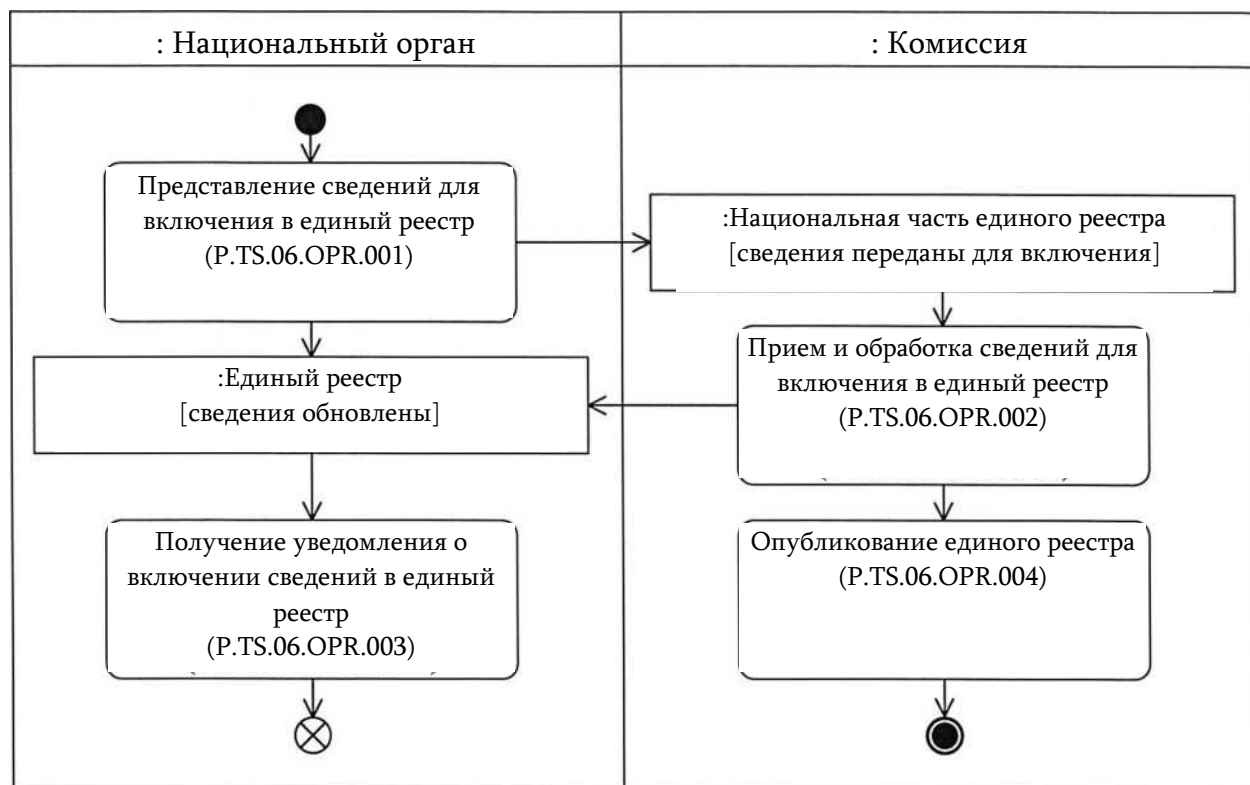 : Национальный орган
: Комиссия
Представление сведений для
включения в единый реестр
(P.TS.06.OPR.001)
:Национальная часть единого реестра
[сведения переданы для включения]
Прием и обработка сведений для
включения в единый реестр
(P.TS.06.OPR.002)
:Единый реестр
[сведения обновлены]
Получение уведомления о
включении сведений в единый
реестр
(P.TS.06.OPR.003)
Опубликование единого реестра
(P.TS.06.OPR.004)